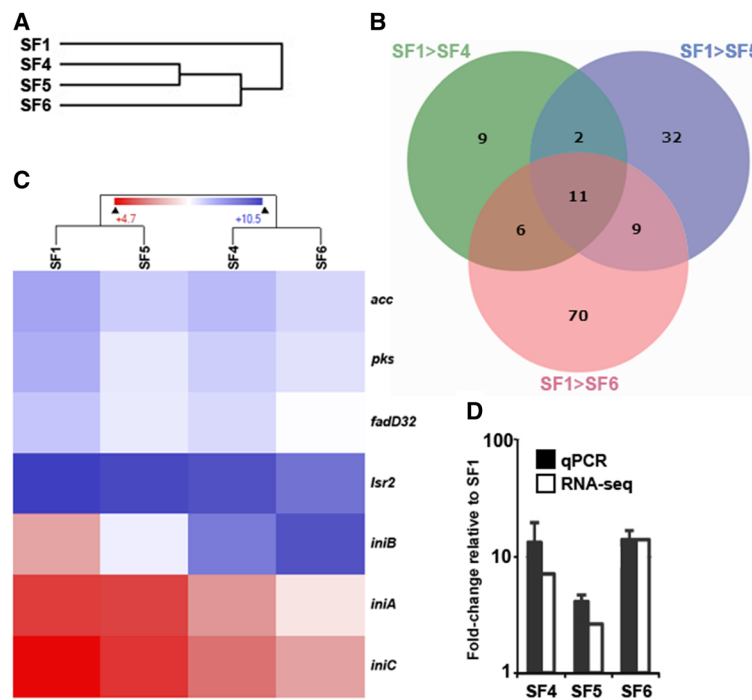 A
SF1
SF4
SF5
SF6
B
SF1>SF4
SF1>SF5
9
2
32
11
6
9
70
SF1>SF6
C
+4.7
+10.5
SF1
SF5
SF4
SF6
acc
pks
fadD32
lsr2
iniB
iniA
iniC
D
Fold-change relative to SF1
100
10
1
qPCR
RNA-seq
SF4 SF5 SF6